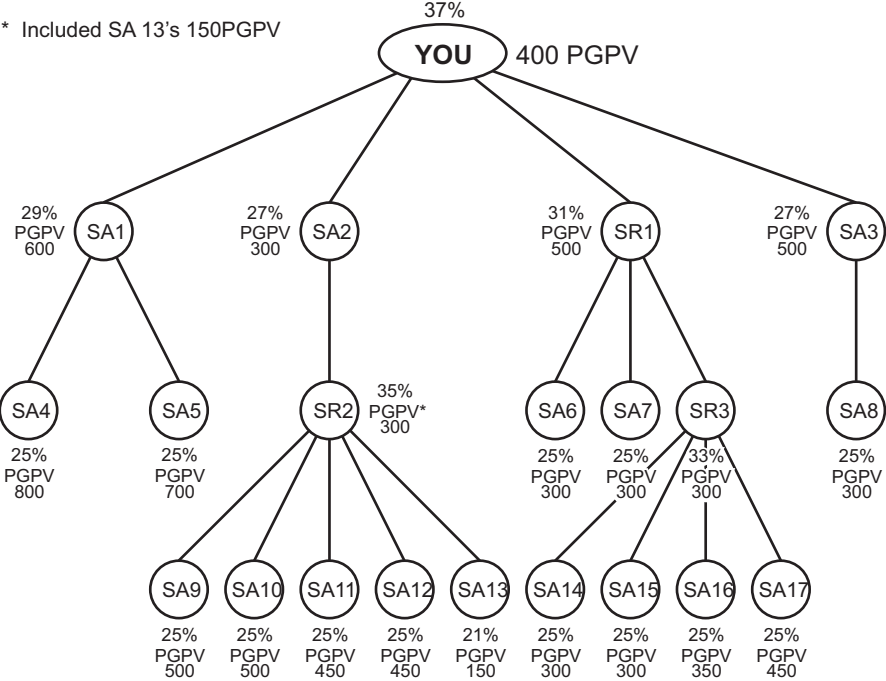 37%
* Included SA 13's 150PGPV
YOU 400 PGPV
29%
PGPV
600
SA1
27%
PGPV
300
SA2
31%
PGPV
500
SR1
27%
PGPV
500
SA3
SA4
25%
PGPV
800
SA5
25%
PGPV
700
SR2
35%
PGPV*
300
SA6
25%
PGPV
300
SA7
25%
PGPV
300
SR3
33%
PGPV
300
SA8
25%
PGPV
300
SA9
25%
PGPV
500
SA10
25%
PGPV
500
SA11
25%
PGPV
450
SA12
25%
PGPV
450
SA13
21%
PGPV
150
SA14
25%
PGPV
300
SA15
25%
PGPV
300
SA16
25%
PGPV
350
SA17
25%
PGPV
450